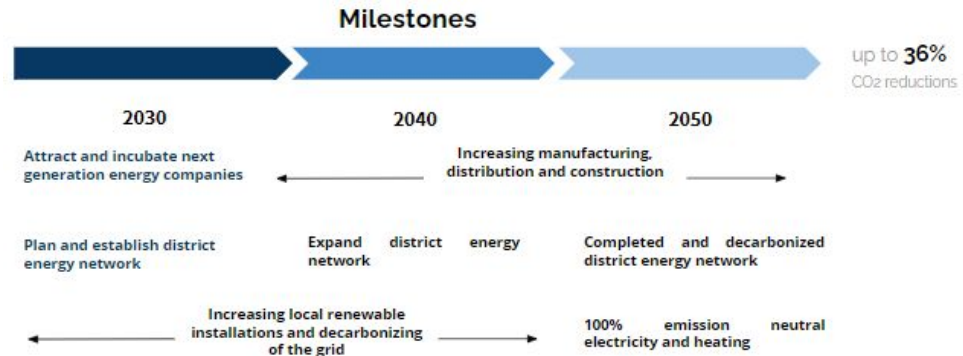 Milestones
up to 36%
CO2 reductions
2030
2040
2050
Attract and incubate next
generation energy companies
Increasing manufacturing,
distribution and construction
Plan and establish district
energy network
Expand district energy
network
Completed and decarbonized
district energy network
Increasing local renewable
installations and decarbonizing
of the grid
100% emission neutral
electricity and heating